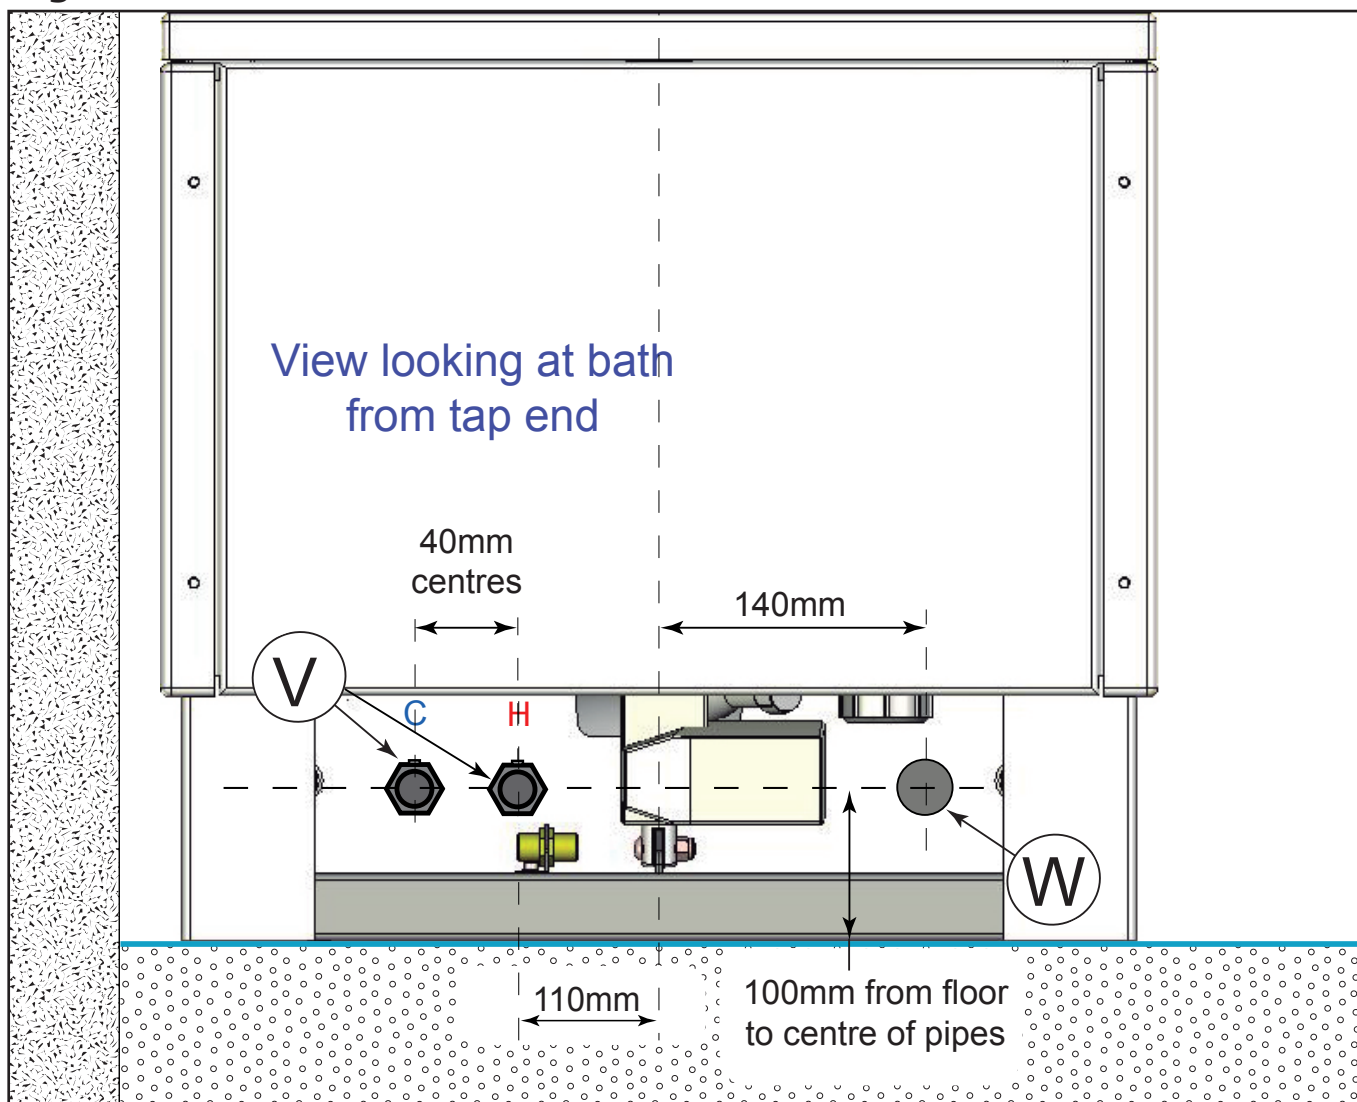 View looking at bath
from tap end
40mm
centres
140mm
V
C
H
W
110mm
100mm from floor
to centre of pipes